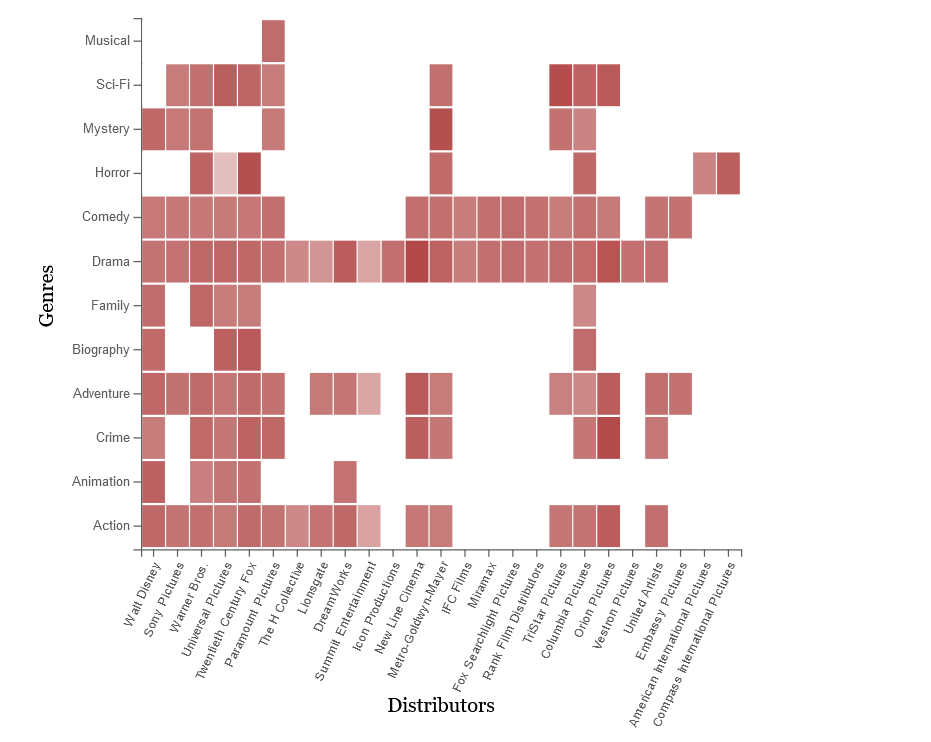 Musical
Sci-Fi
Mystery
Horror
Comedy
Drama
Family
Biography
Adventure
Crime
Animation
Action
Genres
Walt Disney
Sony Pictures
Warner Bros.
Universal Pictures
Twentieth Century Fox
Paramount Pictures
The H Collective
Lionsgate
DreamWorks
Summit Entertainment
Icon Productions
New Line Cinema
Metro-Goldwyn-Mayer
IFC Films
Miramax
Fox Searchlight Pictures
Rank Film Distributors
TriStar Pictures
Columbia Pictures
Orion Pictures
Vestron Pictures
United Artists
Embassy Pictures
American International Pictures
Compass International Pictures
Distributors